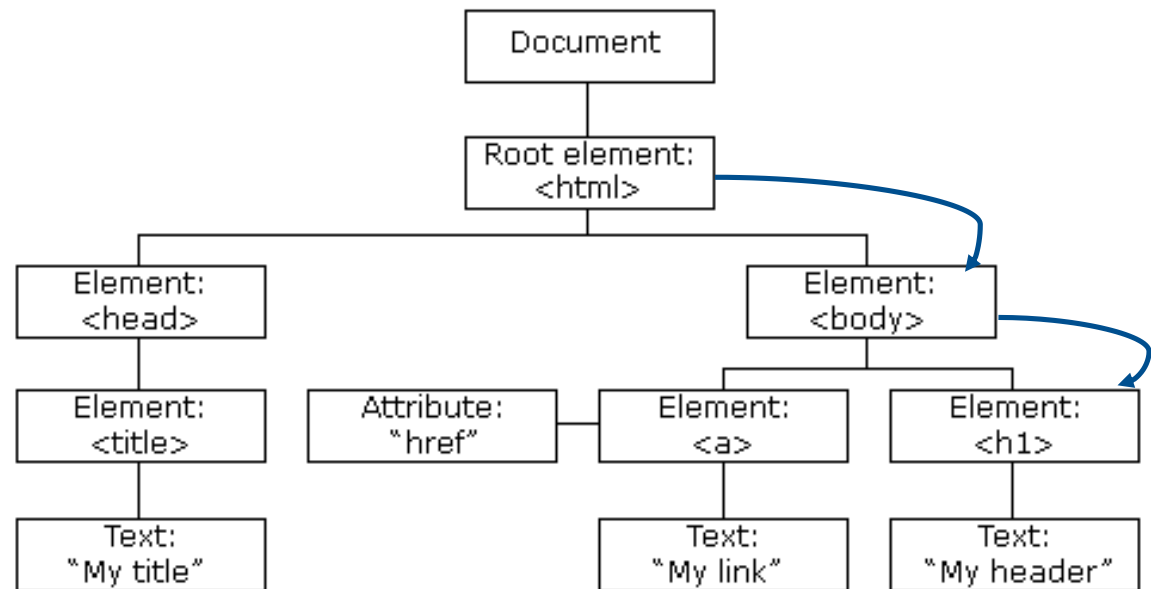 Document
Root element:
<html>
Element:
<head>
Element:
<body>
Element:
<title>
Attribute:
“href”
Element:
<a>
Element:
<h1>
Text:
“My title”
Text:
“My link”
Text:
“My header”